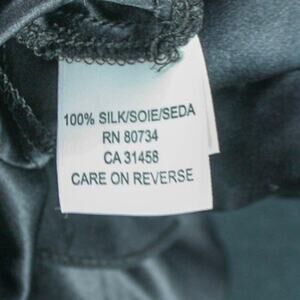 100% SILK/SOIE/SEDA
RN 80734
CA 31458
CARE ON REVERSE